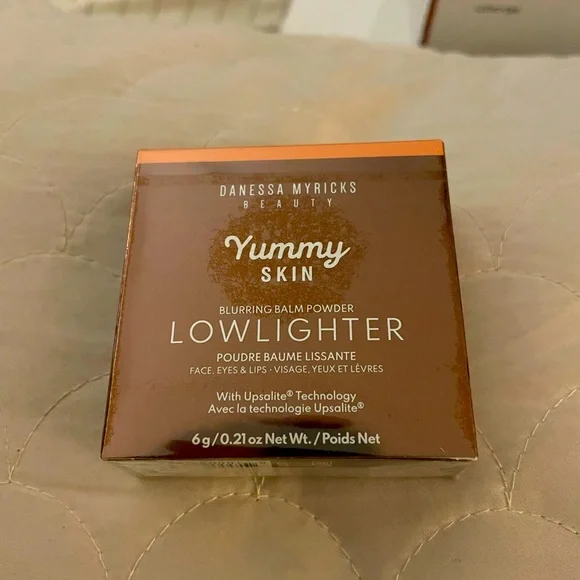 DANESSA MYRICKS
BEAUTY
Yummy
SKIN
BLURRING BALM POWDER
LOWLIGHTER
POUDRE BAUME LISSANTE
FACE, EYES & LIPS • VISAGE, YEUX ET LÈVRES
With Upsalite® Technology
Avec la technologie Upsalite®
6 g / 0.21 oz Net Wt. / Poids Net